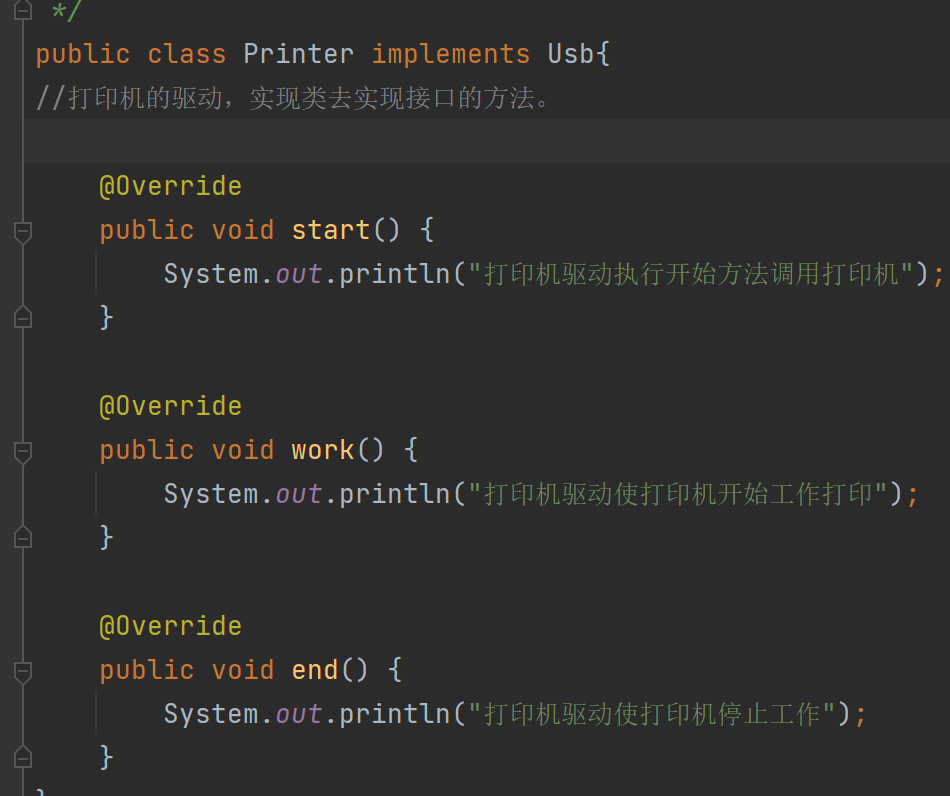 */
public class Printer implements Usb{
//打印机的驱动，实现类去实现接口的方法。
@Override
public void start() {
System.out.println("打印机驱动执行开始方法调用打印机");
}
@Override
public void work() {
System.out.println("打印机驱动使打印机开始工作打印");
}
@Override
public void end() {
System.out.println("打印机驱动使打印机停止工作");
}
}